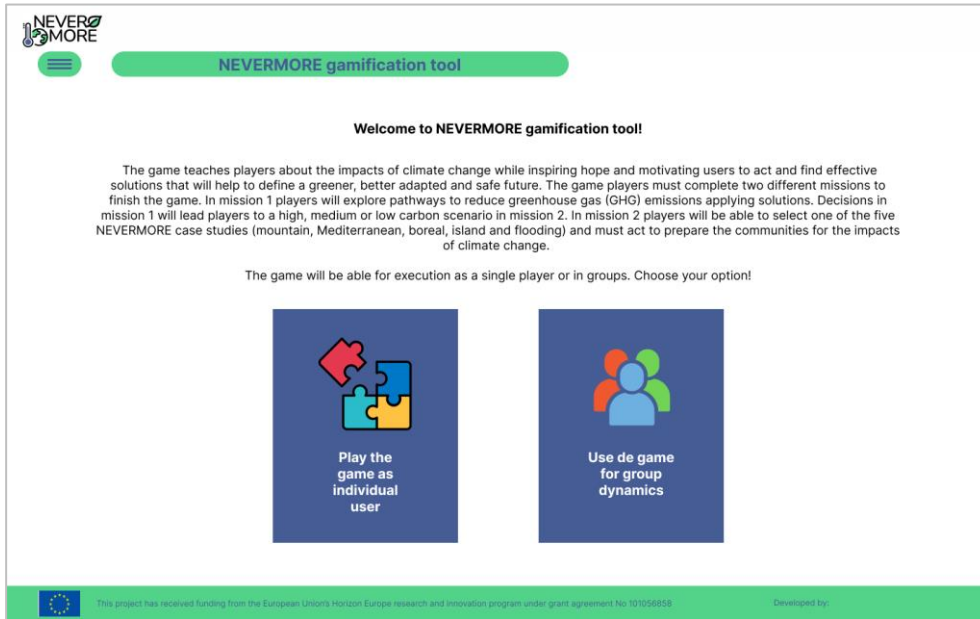 NEVER
MORE
NEVERMORE gamification tool
Welcome to NEVERMORE gamification tool!
The game teaches players about the impacts of climate change while inspiring hope and motivating users to act and find effective
solutions that will help to define a greener, better adapted and safe future. The game players must complete two different missions to
finish the game. In mission 1 players will explore pathways to reduce greenhouse gas (GHG) emissions applying solutions. Decisions in
mission 1 will lead players to a high, medium or low carbon scenario in mission 2. In mission 2 players will be able to select one of the five
NEVERMORE case studies (mountain, Mediterranean, boreal, island and flooding) and must act to prepare the communities for the impacts
of climate change.
The game will be able for execution as a single player or in groups. Choose your option!
Play the
game as
individual
user
Use de game
for group
dynamics
This project has received funding from the European Union's Horizon Europe research and innovation program under grant agreement No 101056858
Developed by: